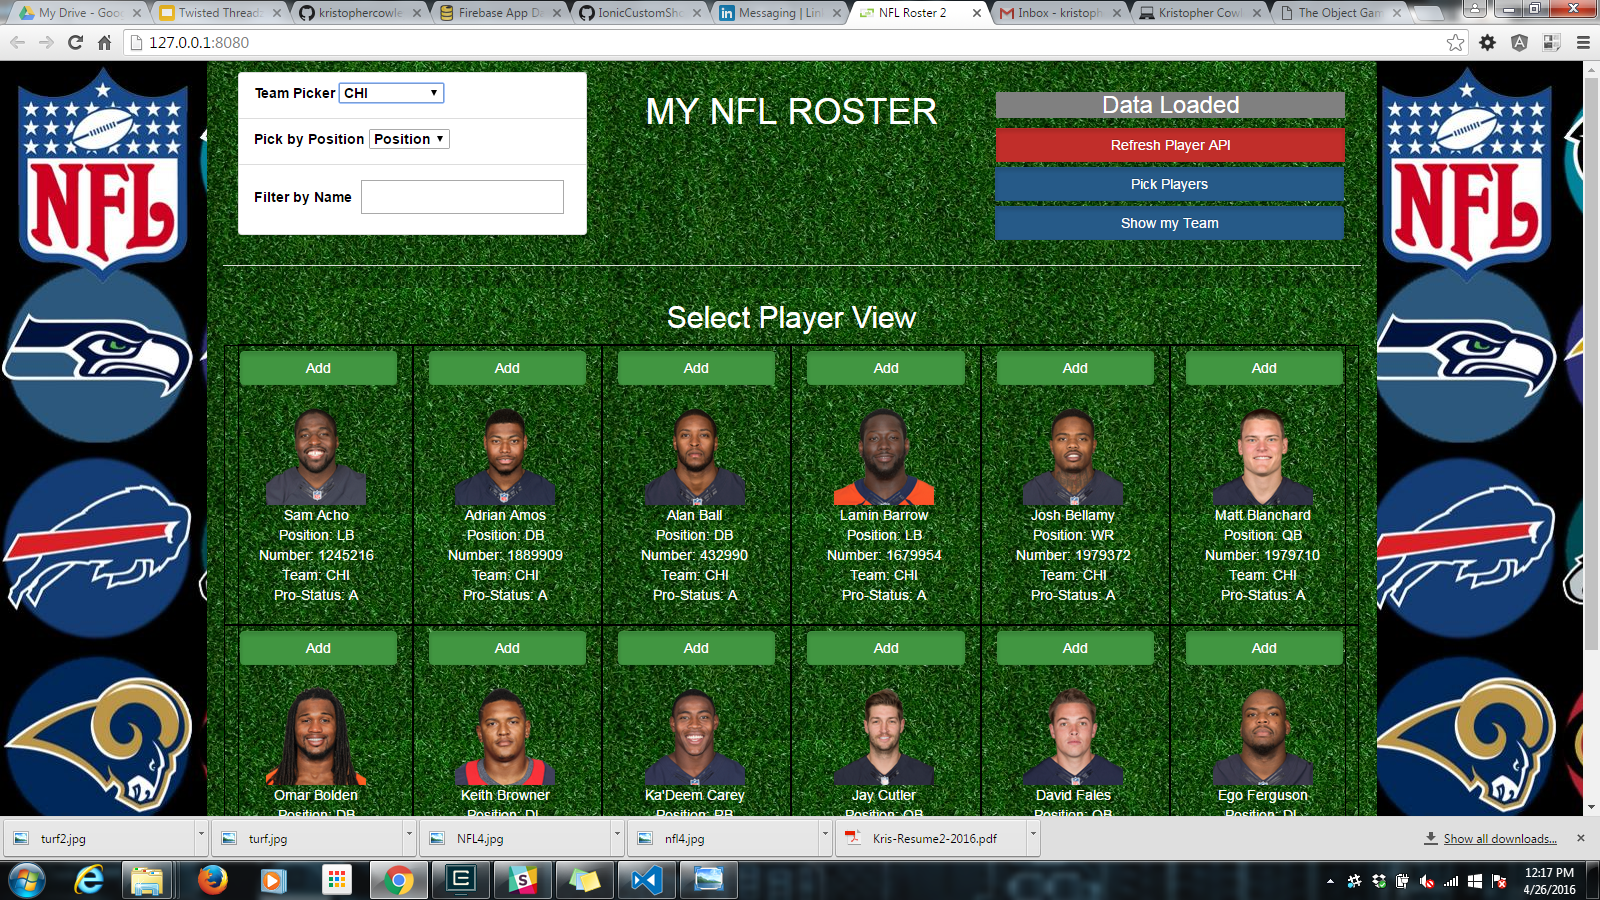 My Drive - Goo
Twisted Thread
kristophercowle
Firebase App Da
IonicCustomSho
Messaging | Lin
NFL Roster 2
Inbox - kristoph
Kristopher Cowl
The Object Gam
127.0.0.1:8080
Team Picker CHI
Pick by Position Position
Filter by Name
MY NFL ROSTER
Data Loaded
Refresh Player API
Pick Players
Show my Team
NFL
NFL
Select Player View
Add Add Add Add Add Add
Sam Acho
Position: LB
Number: 1245216
Team: CHI
Pro-Status: A
Adrian Amos
Position: DB
Number: 1889909
Team: CHI
Pro-Status: A
Alan Ball
Position: DB
Number: 432990
Team: CHI
Pro-Status: A
Lamin Barrow
Position: LB
Number: 1679954
Team: CHI
Pro-Status: A
Josh Bellamy
Position: WR
Number: 1979372
Team: CHI
Pro-Status: A
Matt Blanchard
Position: QB
Number: 1979710
Team: CHI
Pro-Status: A
Add Add Add Add Add Add
Omar Bolden
Position: DB
Keith Browner
Position: DL
Ka'Deem Carey
Position: RB
Jay Cutler
Position: QB
David Fales
Position: QB
Ego Ferguson
Position: DL
turf2.jpg
turf.jpg
NFL4.jpg
nfl4.jpg
Kris-Resume2-2016.pdf
Show all downloads...
12:17 PM
4/26/2016